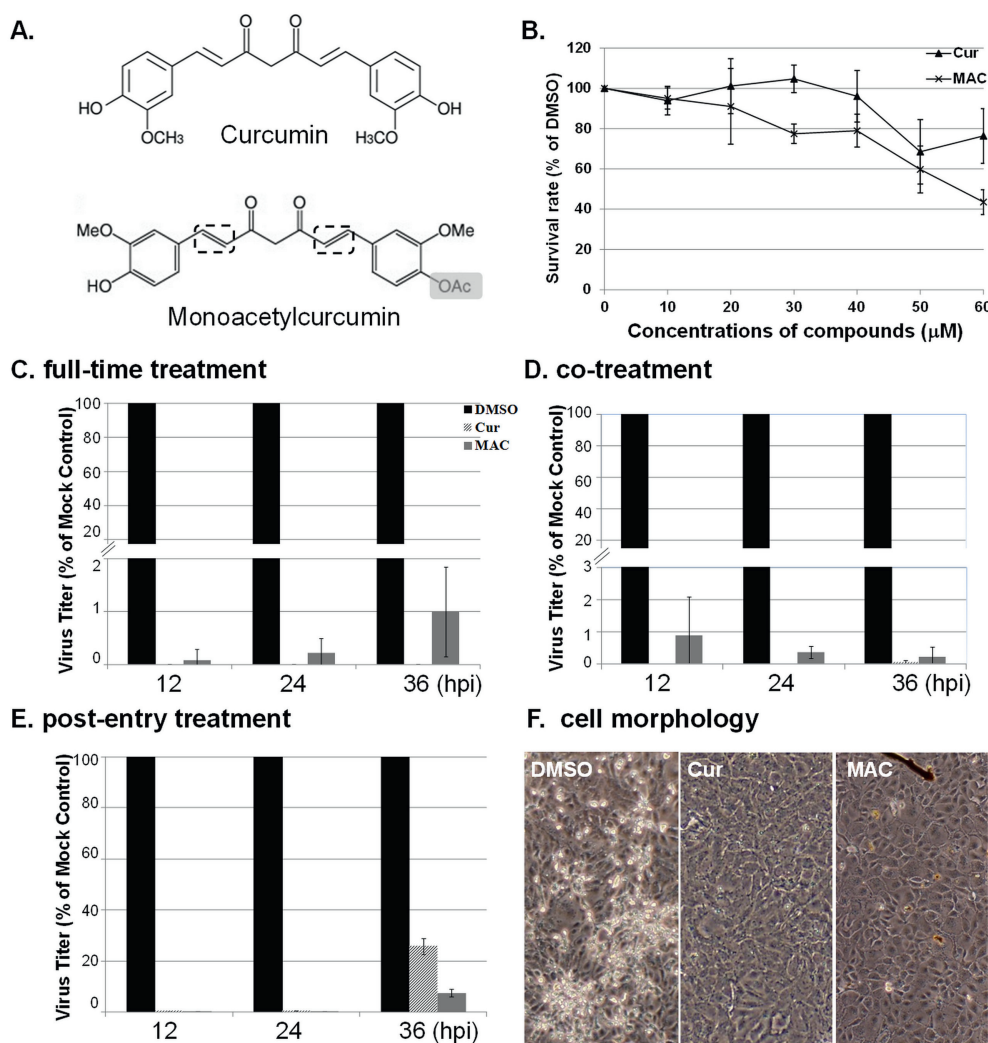 A.
O O
HO OH
OCH3 H3CO
Curcumin
O O
MeO OMe
HO OAc
Monoacetylcurcumin
B.
Survival rate (% of DMSO)
120
100
80
60
40
20
0
0 10 20 30 40 50 60
Concentrations of compounds (μM)
Cur
MAC
C. full-time treatment
Virus Titer (% of Mock Control)
100
80
60
40
20
2
1
0
12 24 36 (hpi)
DMSO
Cur
MAC
D. co-treatment
Virus Titer (% of Mock Control)
100
80
60
40
20
3
2
1
0
12 24 36 (hpi)
E. post-entry treatment
Virus Titer (% of Mock Control)
100
80
60
40
20
0
12 24 36 (hpi)
F. cell morphology
DMSO Cur MAC